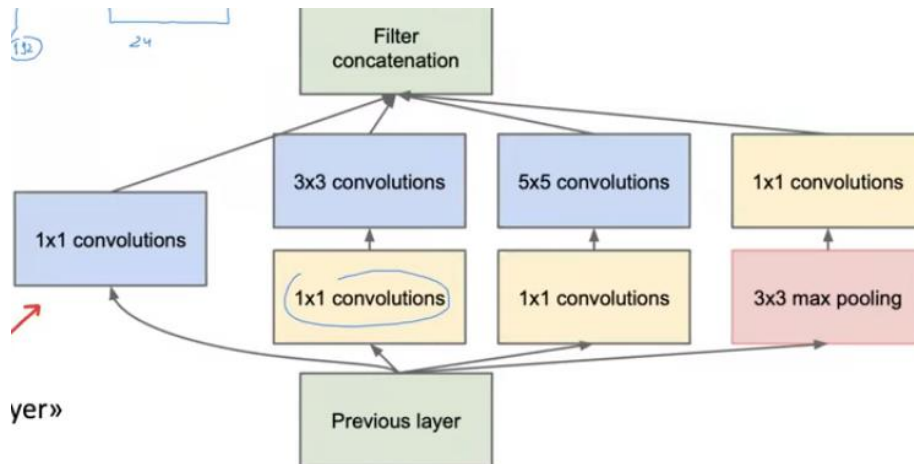 192
24
Filter
concatenation
3x3 convolutions
5x5 convolutions
1x1 convolutions
1x1 convolutions
1x1 convolutions
1x1 convolutions
3x3 max pooling
Previous layer
yer»